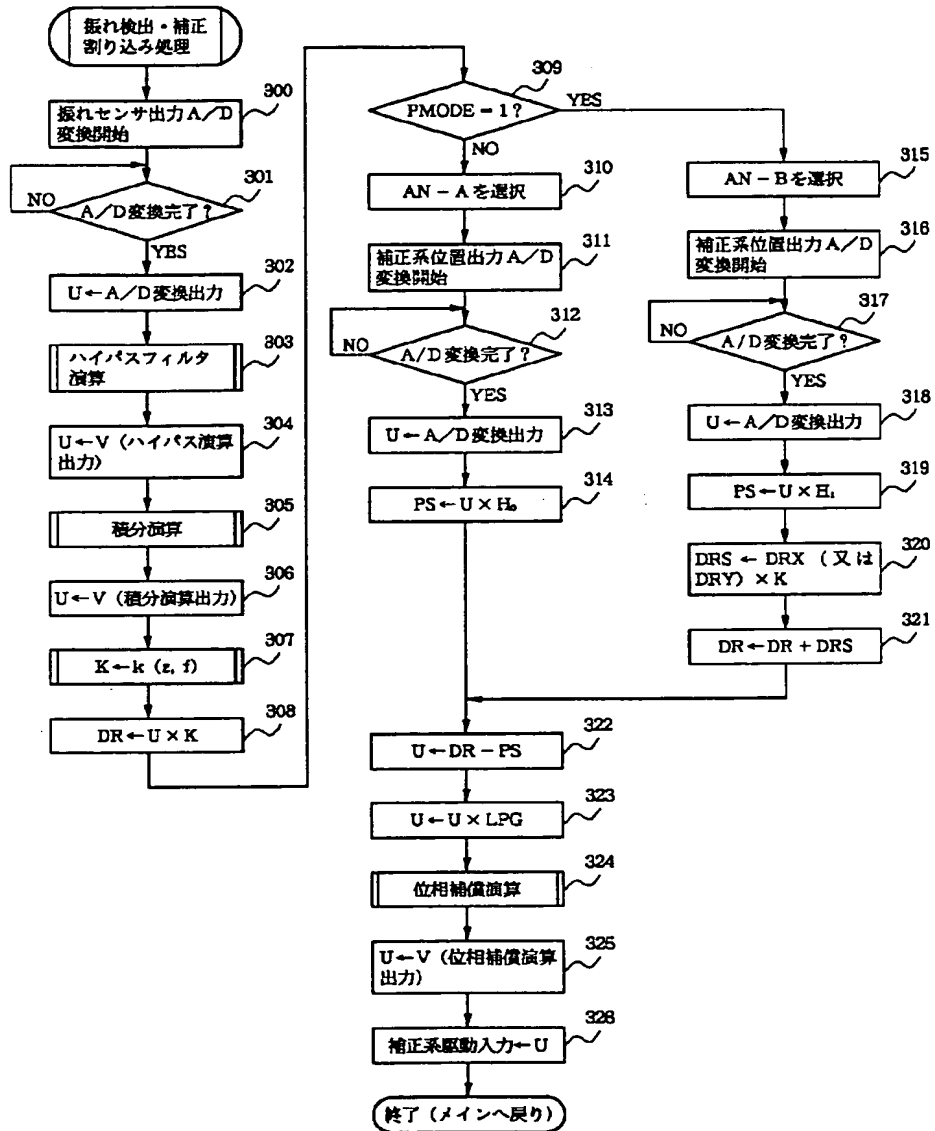 振れ検出・補正
割り込み処理
300
振れセンサ出力A/D
変換開始
301
NO
A/D変換完了?
YES
302
U←A/D変換出力
303
ハイパスフィルタ
演算
304
U←V(ハイパス演算
出力)
305
積分演算
306
U←V(積分演算出力)
307
K←k(z, f)
308
DR←U×K
309
PMODE=1?
YES
NO
310
AN-Aを選択
311
補正系位置出力A/D
変換開始
312
NO
A/D変換完了?
YES
313
U←A/D変換出力
314
PS←U×H₀
315
AN-Bを選択
316
補正系位置出力A/D
変換開始
317
NO
A/D変換完了?
YES
318
U←A/D変換出力
319
PS←U×H₁
320
DRS←DRX(又は
DRY)×K
321
DR←DR+DRS
322
U←DR-PS
323
U←U×LPG
324
位相補償演算
325
U←V(位相補償演算
出力)
326
補正系駆動入力←U
終了(メインへ戻り)